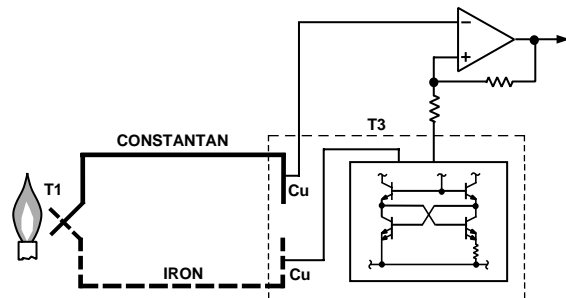 −
+
T3
CONSTANTAN
T1
Cu
Cu
IRON